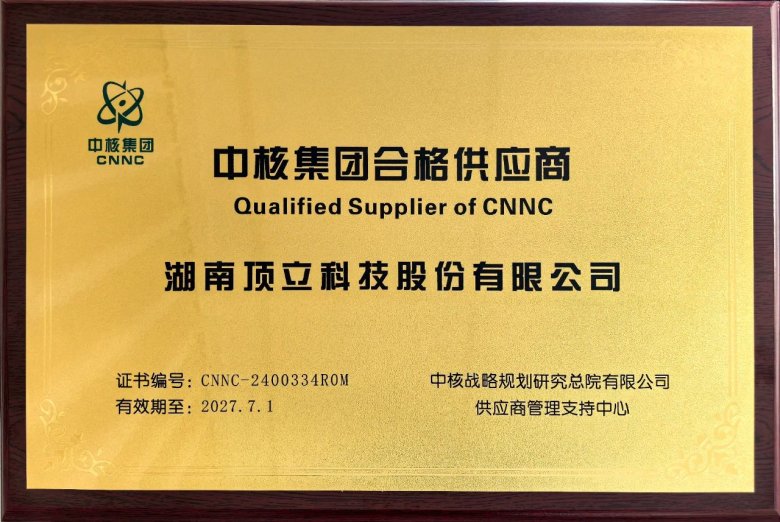 中核集团
CNNC
中核集团合格供应商
Qualified Supplier of CNNC
湖南顶立科技股份有限公司
证书编号：CNNC-2400334R0M
有效期至：2027.7.1
中核战略规划研究总院有限公司
供应商管理支持中心